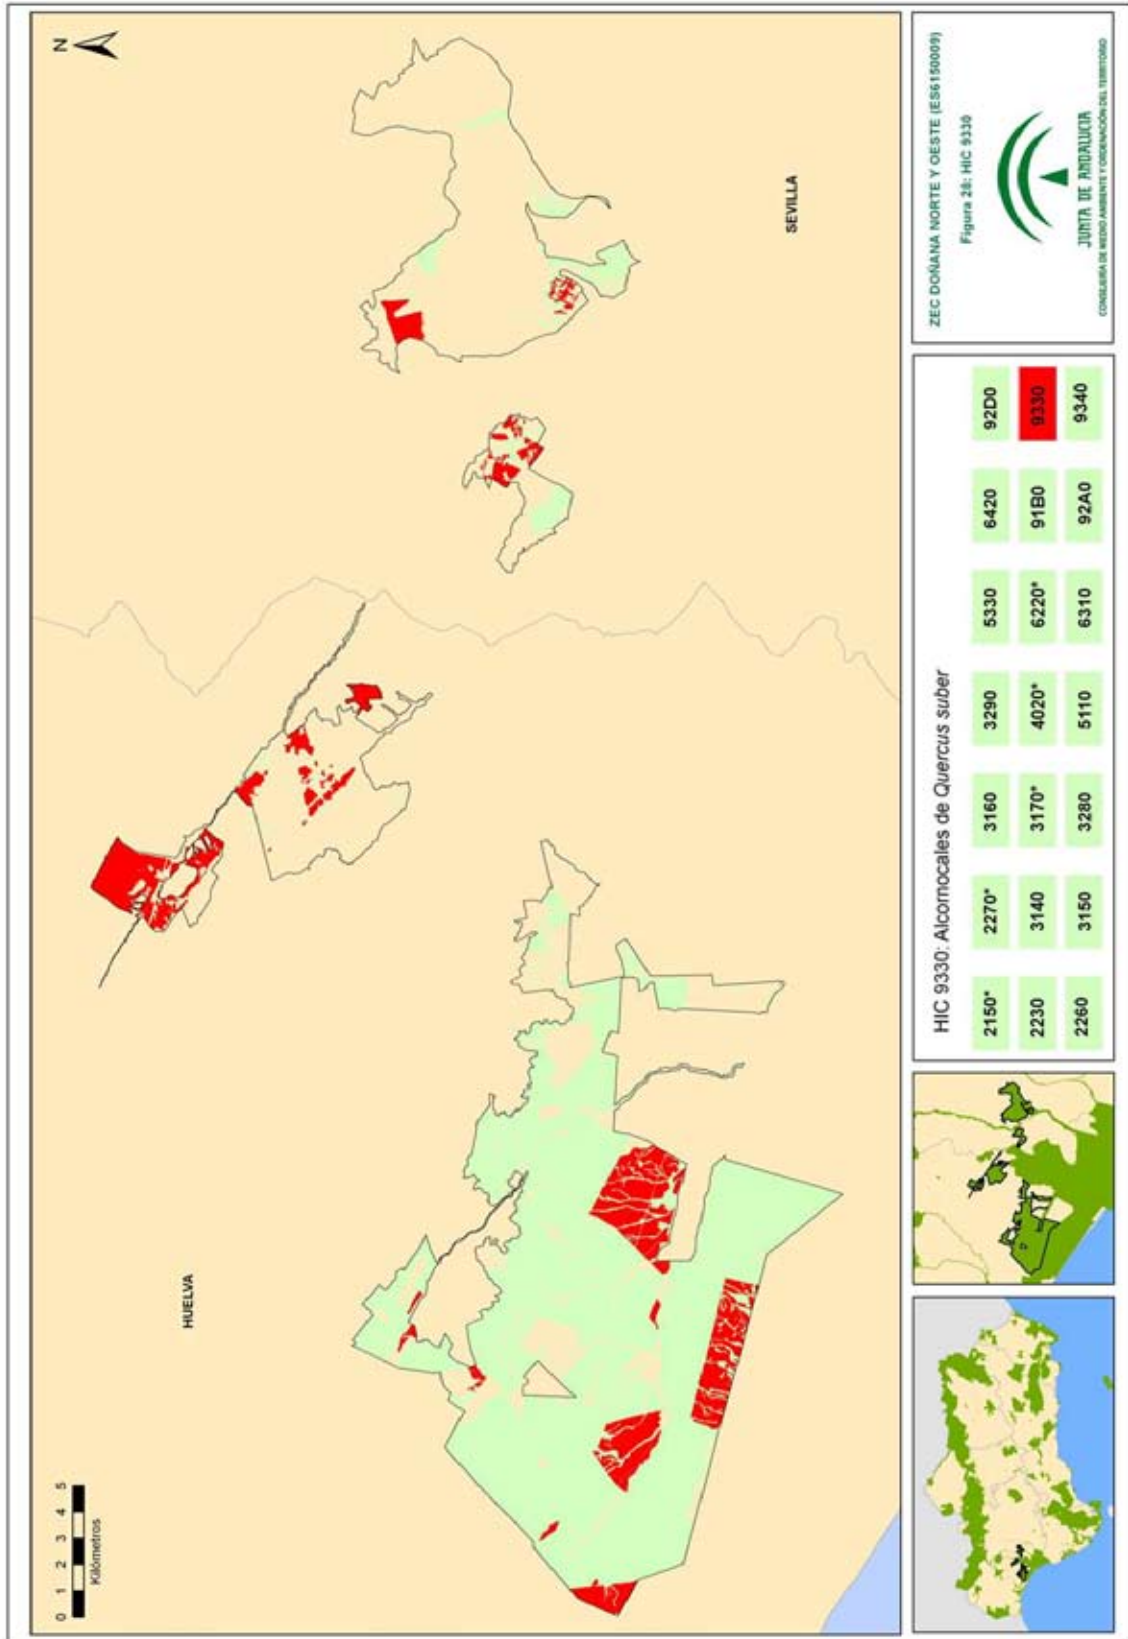 N
HUELVA
SEVILLA
0 1 2 3 4 5
Kilómetros
HIC 9330: Alcornocales de Quercus suber
2150* 2270* 3160 3290 5330 6420 92D0
2230 3140 3170* 4020* 6220* 91B0 9330
2260 3150 3280 5110 6310 92A0 9340
ZEC DOÑANA NORTE Y OESTE (ES6150009)
Figura 28: HIC 9330
JUNTA DE ANDALUCIA
CONSEJERIA DE MEDIO AMBIENTE Y ORDENACIÓN DEL TERRITORIO